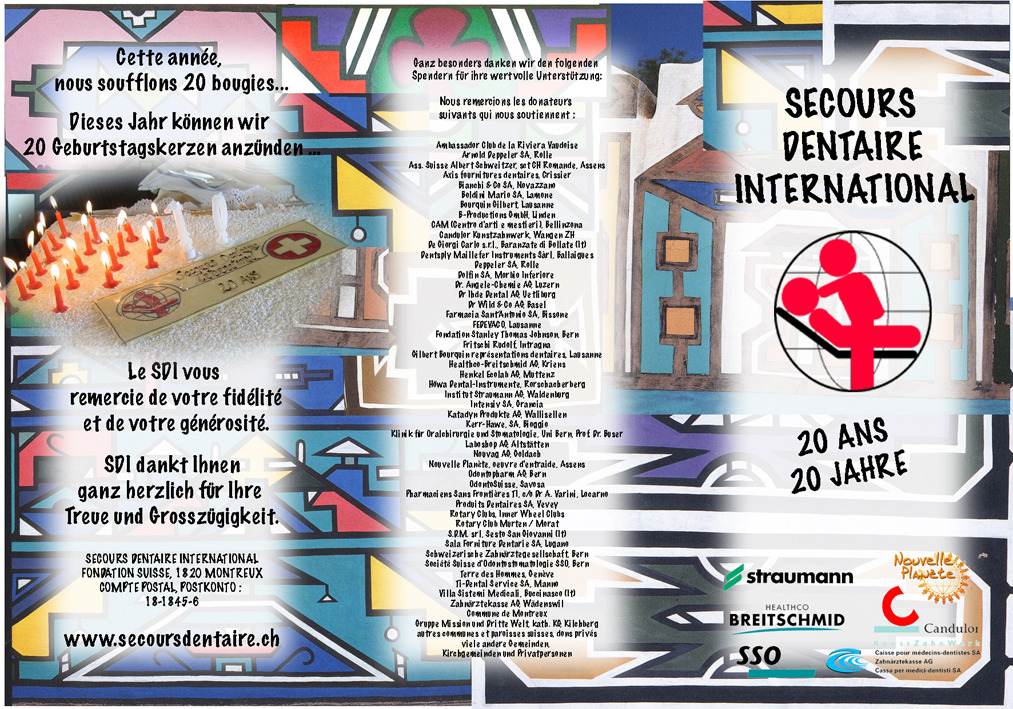 Cette année,
nous soufflons 20 bougies...
Dieses Jahr können wir
20 Geburtstagskerzen anzünden ...
20 Ans
Le SDI vous
remercie de votre fidélité
et de votre générosité.
SDI dankt Ihnen
ganz herzlich für Ihre
Treue und Grosszügigkeit.
SECOURS DENTAIRE INTERNATIONAL
FONDATION SUISSE, 1820 MONTREUX
COMPTE POSTAL, POSTKONTO :
18-1845-6
www.secoursdentaire.ch
Ganz besonders danken wir den folgenden
Spendern für ihre wertvolle Unterstützung:
Nous remercions les donateurs
suivants qui nous soutiennent :
Ambassador Club de la Riviera Vaudoise
Arnold Deppeler SA, Rolle
Ass. Suisse Albert Schweitzer, sct CH Romande, Assens
Axis fournitures dentaires, Crissier
Bianchi & Co SA, Novazzano
Boldini Mario SA, Lamone
Bourquin Gilbert, Lausanne
B-Productions GmbH, Linden
CAM (Centro d'arti e mestieri), Bellinzona
Candulor Kunstzahnwerk, Wangen ZH
De Giorgi Carlo s.r.l., Baranzate di Bollate (It)
Dentsply Maillefer Instruments Sàrl, Ballaigues
Deppeler SA, Rolle
Dolfin SA, Morbio Inferiore
Dr. Angele-Chemie AG, Luzern
Dr Ihde Dental AG, Uetliburg
Dr Wild & Co AG, Basel
Farmacia Sant'Antonio SA, Bissone
FEDEVACO, Lausanne
Fondation Stanley Thomas Johnson, Bern
Fritschi Rudolf, Intragna
Gilbert Bourquin représentations dentaires, Lausanne
Healthco-Breitschmid AG, Kriens
Henkel Ecolab AG, Muttenz
Höwa Dental-Instrumente, Rorschacherberg
Institut Straumann AG, Waldenburg
Intensiv SA, Grancia
Katadyn Produkte AG, Wallisellen
Kerr-Hawe, SA, Bioggio
Klinik für Oralchirurgie und Stomatologie, Uni Bern, Prof. Dr. Buser
Laboshop AG, Altstätten
Nouvag AG, Goldach
Nouvelle Planète, oeuvre d'entraide, Assens
Odontopharm AG, Bern
OdontoSuisse, Savosa
Pharmaciens Sans Frontières TI, c/o Dr A. Varini, Locarno
Produits Dentaires SA, Vevey
Rotary Clubs, Inner Wheel Clubs
Rotary Club Murten / Morat
S.D.M. srl, Sesto San Giovanni (It)
Sala Forniture Dentarie SA, Lugano
Schweizerische Zahnärztegesellschaft, Bern
Société Suisse d'Odontostomatologie SSO, Bern
Terre des Hommes, Genève
Ti-Dental Service SA, Manno
Villa Sistemi Medicali, Buccinasco (It)
Zahnärztekasse AG, Wädenswil
Commune de Montreux
Gruppe Mission und Dritte Welt, kath. KG, Kilchberg
autres communes et paroisses suisses, dons privés
viele andere Gemeinden,
Kirchgemeinden und Privatpersonen
SECOURS
DENTAIRE
INTERNATIONAL
20 ANS
20 JAHRE
straumann
Nouvelle
Planète
HEALTHCO
BREITSCHMID
Candulor
KunstZahnWerk
SSO
Caisse pour médecins-dentistes SA
Zahnärztekasse AG
Cassa per medici-dentisti SA